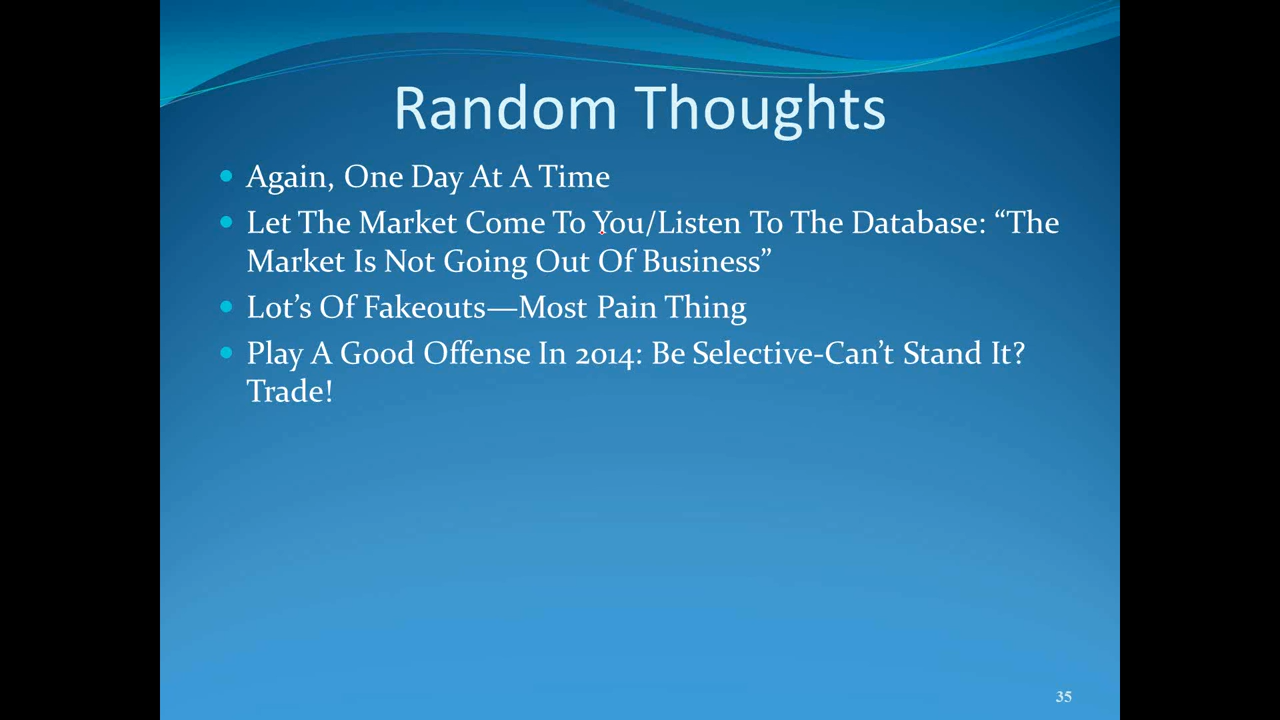 Random Thoughts
Again, One Day At A Time
Let The Market Come To You/Listen To The Database: “The
Market Is Not Going Out Of Business”
Lot’s Of Fakeouts—Most Pain Thing
Play A Good Offense In 2014: Be Selective-Can’t Stand It?
Trade!
35